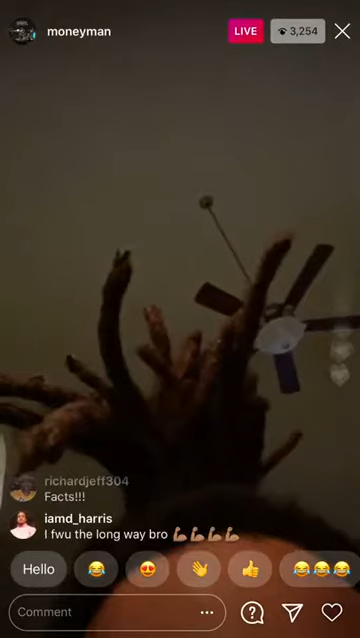 moneyman
LIVE
3,254
richardjeff304
Facts!!!
iamd_harris
I fwu the long way bro 💪🏽💪🏽💪🏽💪🏽
Hello
😂
😍
👋
👍
😂😂😂
Comment